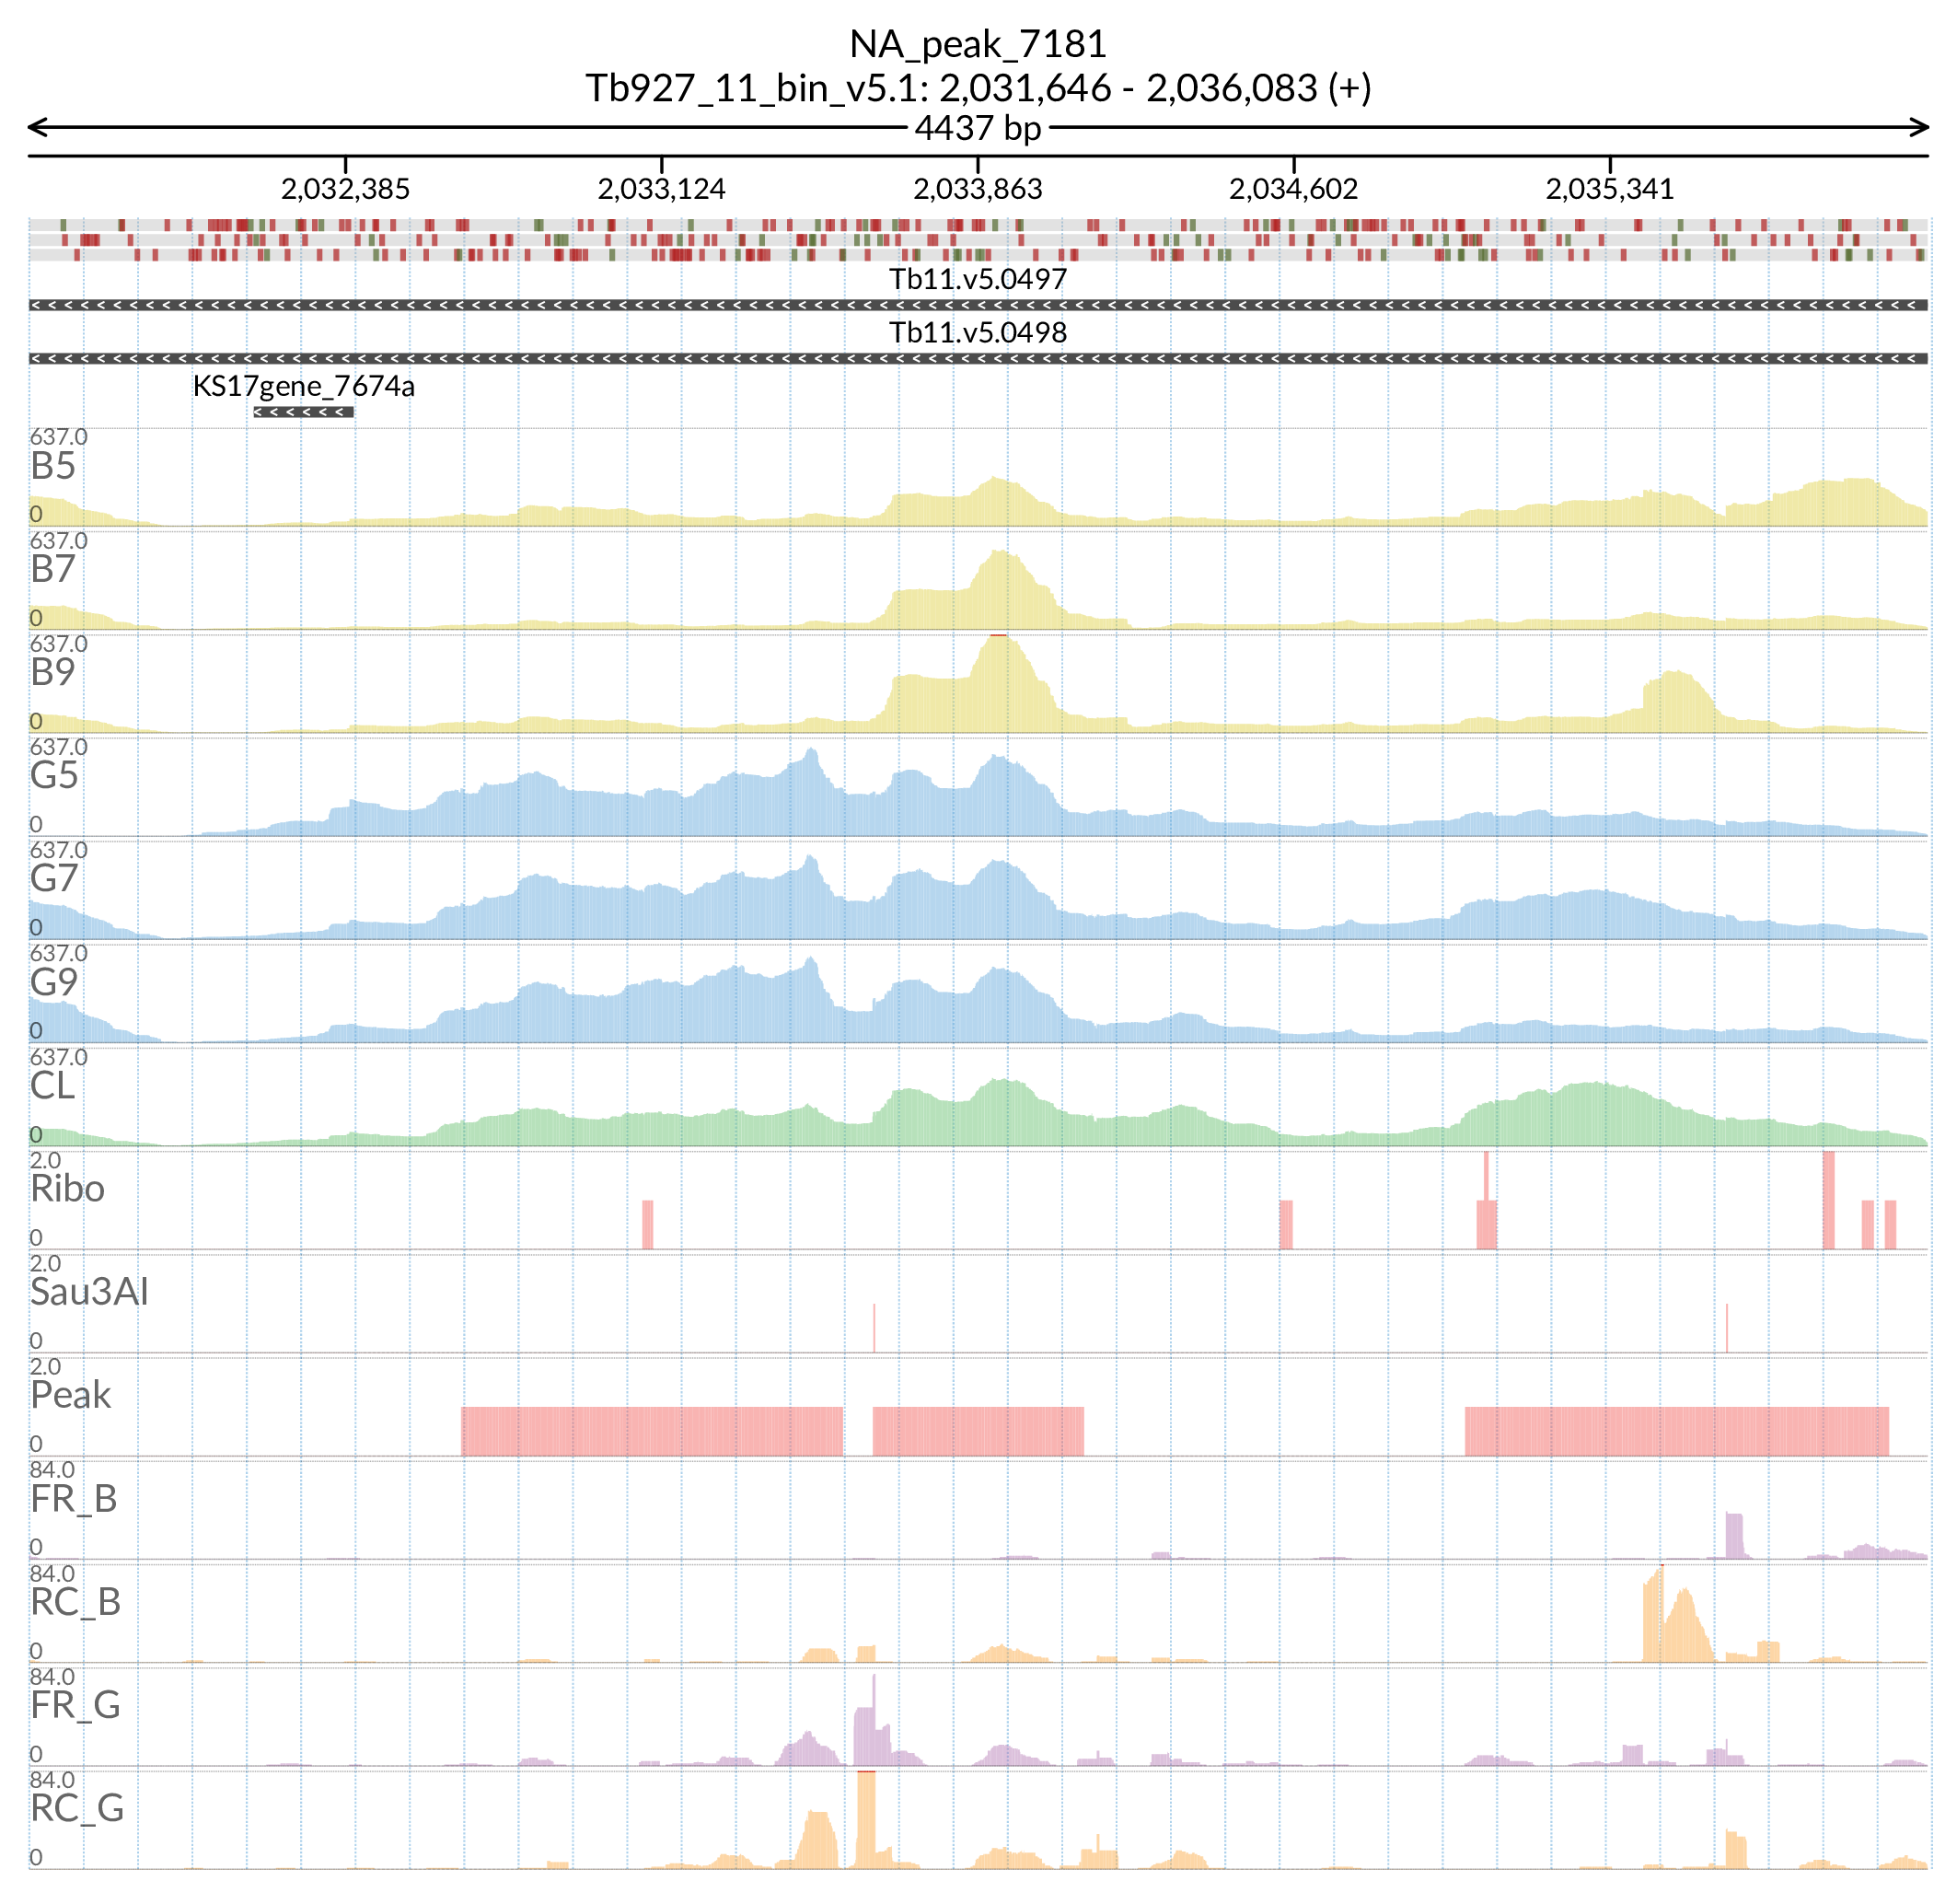 NA_peak_7181
Tb927_11_bin_v5.1: 2,031,646 - 2,036,083 (+)
4437 bp
2,032,385 2,033,124 2,033,863 2,034,602 2,035,341
Tb11.v5.0497
Tb11.v5.0498
KS17gene_7674a
637.0
B5
0
637.0
B7
0
637.0
B9
0
637.0
G5
0
637.0
G7
0
637.0
G9
0
637.0
CL
0
2.0
Ribo
0
2.0
Sau3AI
0
2.0
Peak
0
84.0
FR_B
0
84.0
RC_B
0
84.0
FR_G
0
84.0
RC_G
0